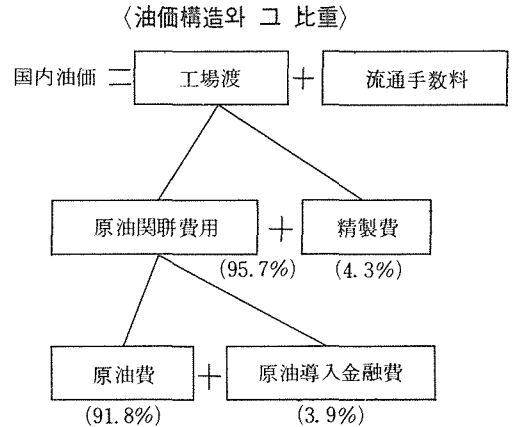 〈油価構造와 그 比重〉
国内油価 = 工場渡 + 流通手数料
原油関聨費用 + 精製費
(95.7%) (4.3%)
原油費 + 原油導入金融費
(91.8%) (3.9%)